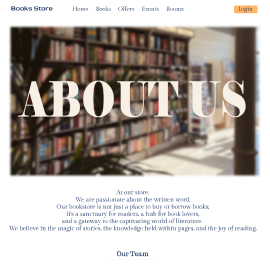 Books Store
Home Books Offers Events Rooms
Login
ABOUT US
At our store,
We are passionate about the written word.
Our bookstore is not just a place to buy or borrow books;
it's a sanctuary for readers, a hub for book lovers,
and a gateway to the captivating world of literature.
We believe in the magic of stories, the knowledge held within pages, and the joy of reading.
Our Team